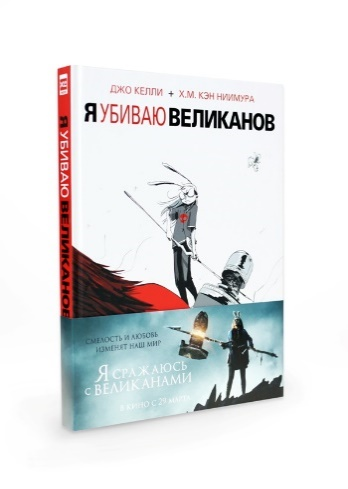 ДЖО КЕЛЛИ + Х.М. КЭН НИИМУРА
Я УБИВАЮ ВЕЛИКАНОВ
Я УБИВАЮ ВЕЛИКАНОВ
СМЕЛОСТЬ И ЛЮБОВЬ
ИЗМЕНЯТ НАШ МИР
Я СРАЖАЮСЬ
С ВЕЛИКАНАМИ
В КИНО С 29 МАРТА